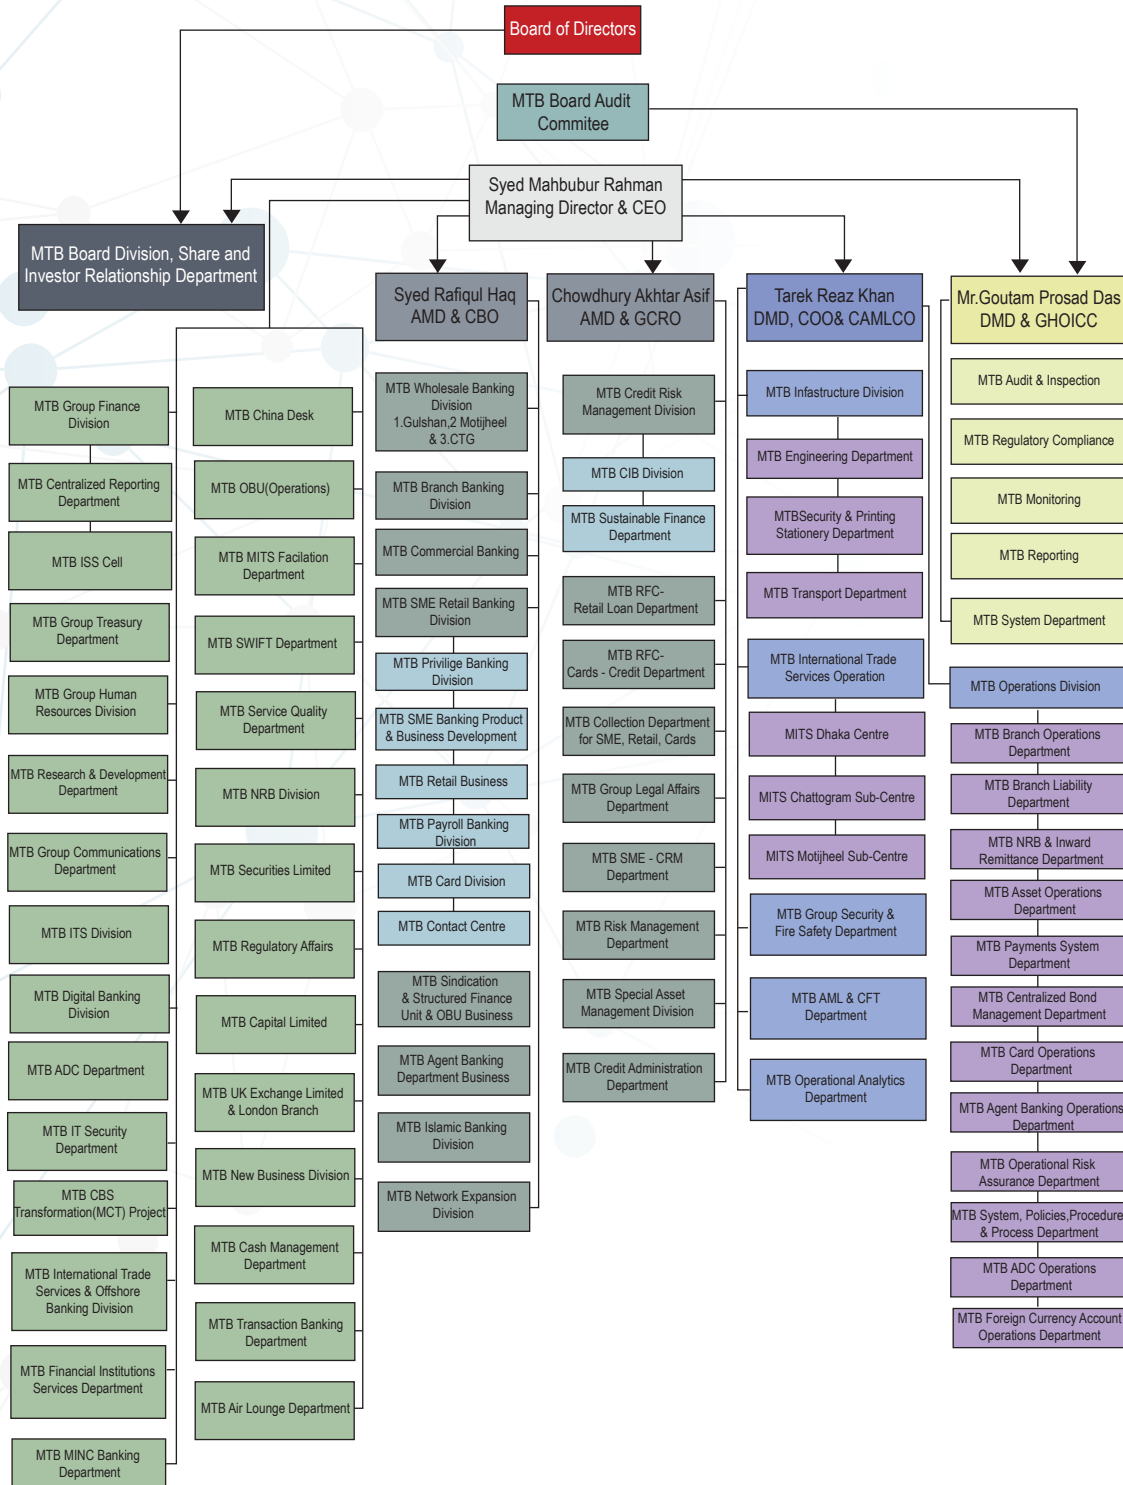 Board of Directors
MTB Board Audit
Commitee
Syed Mahbubur Rahman
Managing Director & CEO
MTB Board Division, Share and
Investor Relationship Department
Syed Rafiqul Haq
AMD & CBO
Chowdhury Akhtar Asif
AMD & GCRO
Tarek Reaz Khan
DMD, COO& CAMLCO
Mr.Goutam Prosad Das
DMD & GHOICC
MTB Group Finance
Division
MTB Centralized Reporting
Department
MTB ISS Cell
MTB Group Treasury
Department
MTB Group Human
Resources Division
MTB Research & Development
Department
MTB Group Communications
Department
MTB ITS Division
MTB Digital Banking
Division
MTB ADC Department
MTB IT Security
Department
MTB CBS
Transformation(MCT) Project
MTB International Trade
Services & Offshore
Banking Division
MTB Financial Institutions
Services Department
MTB MINC Banking
Department
MTB China Desk
MTB OBU(Operations)
MTB MITS Facilation
Department
MTB SWIFT Department
MTB Service Quality
Department
MTB NRB Division
MTB Securities Limited
MTB Regulatory Affairs
MTB Capital Limited
MTB UK Exchange Limited
& London Branch
MTB New Business Division
MTB Cash Management
Department
MTB Transaction Banking
Department
MTB Air Lounge Department
MTB Wholesale Banking
Division
1.Gulshan,2 Motijheel
& 3.CTG
MTB Branch Banking
Division
MTB Commercial Banking
MTB SME Retail Banking
Division
MTB Privilige Banking
Division
MTB SME Banking Product
& Business Development
MTB Retail Business
MTB Payroll Banking
Division
MTB Card Division
MTB Contact Centre
MTB Sindication
& Structured Finance
Unit & OBU Business
MTB Agent Banking
Department Business
MTB Islamic Banking
Division
MTB Network Expansion
Division
MTB Credit Risk
Management Division
MTB CIB Division
MTB Sustainable Finance
Department
MTB RFC-
Retail Loan Department
MTB RFC-
Cards - Credit Department
MTB Collection Department
for SME, Retail, Cards
MTB Group Legal Affairs
Department
MTB SME - CRM
Department
MTB Risk Management
Department
MTB Special Asset
Management Division
MTB Credit Administration
Department
MTB Infastructure Division
MTB Engineering Department
MTBSecurity & Printing
Stationery Department
MTB Transport Department
MTB International Trade
Services Operation
MITS Dhaka Centre
MITS Chattogram Sub-Centre
MITS Motijheel Sub-Centre
MTB Group Security &
Fire Safety Department
MTB AML & CFT
Department
MTB Operational Analytics
Department
MTB Audit & Inspection
MTB Regulatory Compliance
MTB Monitoring
MTB Reporting
MTB System Department
MTB Operations Division
MTB Branch Operations
Department
MTB Branch Liability
Department
MTB NRB & Inward
Remittance Department
MTB Asset Operations
Department
MTB Payments System
Department
MTB Centralized Bond
Management Department
MTB Card Operations
Department
MTB Agent Banking Operations
Department
MTB Operational Risk
Assurance Department
MTB System, Policies,Procedure
& Process Department
MTB ADC Operations
Department
MTB Foreign Currency Account
Operations Department